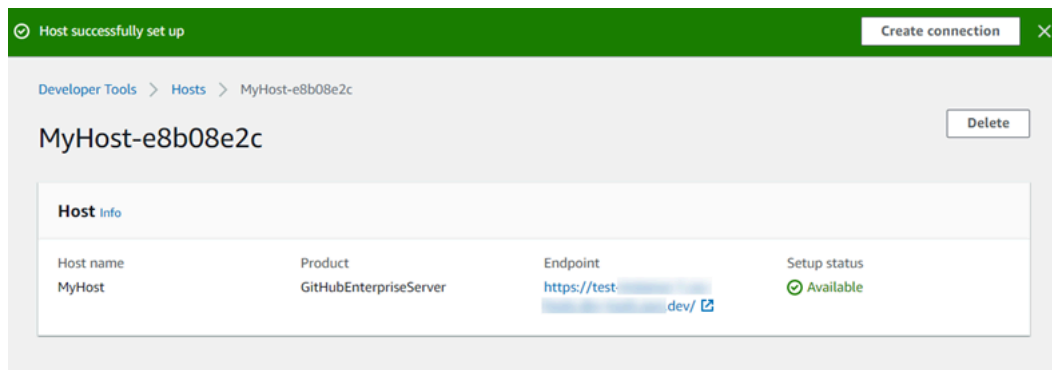 Host successfully set up
Create connection
Developer Tools > Hosts > MyHost-e8b08e2c
MyHost-e8b08e2c
Delete
Host Info
Host name Product Endpoint Setup status
MyHost GitHubEnterpriseServer https://test- Available
dev/